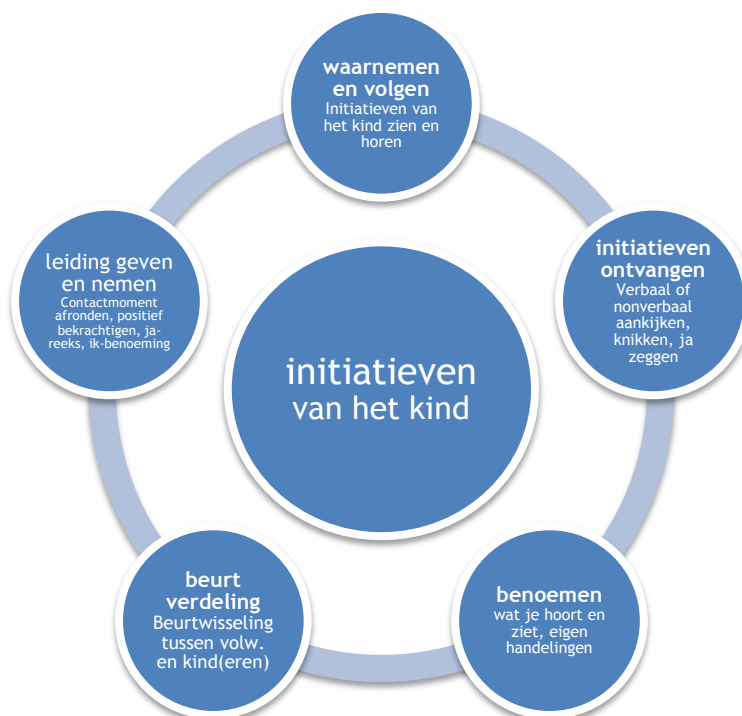 waarnemen
en volgen
Initiatieven van
het kind zien en
horen
initiatieven
ontvangen
Verbaal of
nonverbaal
aankijken,
knikken, ja
zeggen
benoemen
wat je hoort en
ziet, eigen
handelingen
beurt
verdeling
Beurtwisseling
tussen volw.
en kind(eren)
leiding geven
en nemen
Contactmoment
afronden, positief
bekrachtigen, ja-
reeks, ik-benoeming
initiatieven
van het kind